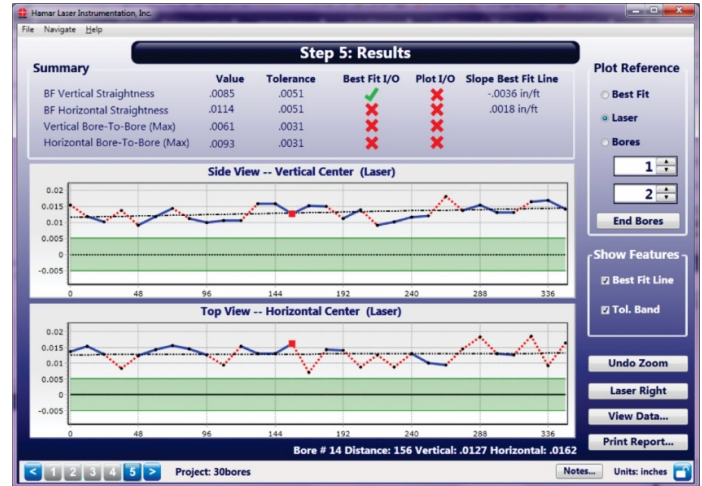 Hamar Laser Instrumentation, Inc.
File Navigate Help
Step 5: Results
Summary
Value Tolerance Best Fit I/O Plot I/O Slope Best Fit Line
BF Vertical Straightness .0085 .0051 -.0036 in/ft
BF Horizontal Straightness .0114 .0051 .0018 in/ft
Vertical Bore-To-Bore (Max) .0061 .0031
Horizontal Bore-To-Bore (Max) .0093 .0031
Plot Reference
Best Fit
Laser
Bores
1
2
End Bores
Show Features
Best Fit Line
Tol. Band
Side View -- Vertical Center (Laser)
0.02
0.015
0.01
0.005
0
-0.005
0 48 96 144 192 240 288 336
Top View -- Horizontal Center (Laser)
0.02
0.015
0.01
0.005
0
-0.005
0 48 96 144 192 240 288 336
Undo Zoom
Laser Right
View Data...
Print Report...
Bore # 14 Distance: 156 Vertical: .0127 Horizontal: .0162
< 1 2 3 4 5 > Project: 30bores Notes... Units: inches